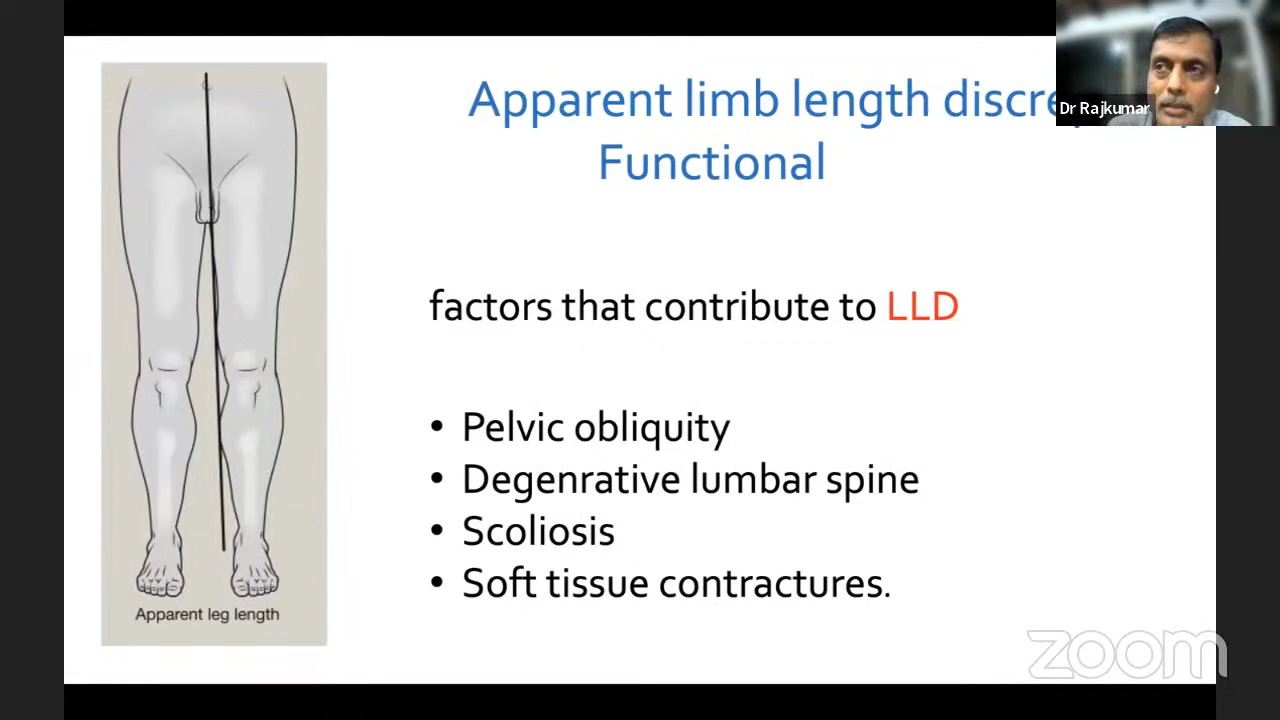 Apparent limb length
Functional
Dr Rajkumar
factors that contribute to LLD
• Pelvic obliquity
• Degenrative lumbar spine
• Scoliosis
• Soft tissue contractures.
Apparent leg length
zoom